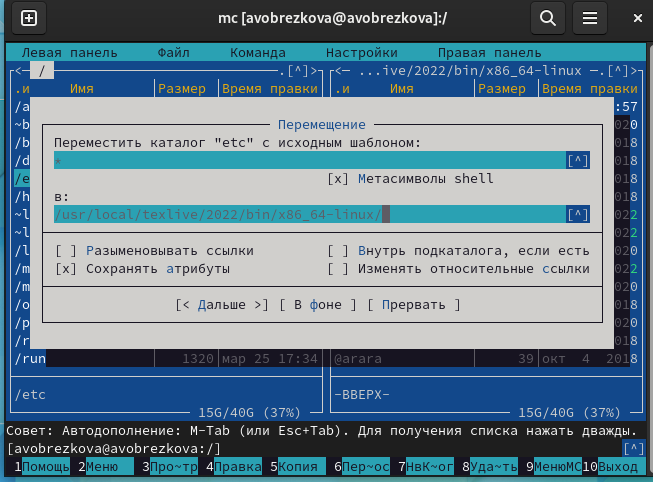 mc [avobrezkova@avobrezkova]:/
Левая панель Файл Команда Настройки Правая панель
<— / .[^]> <— ...ive/2022/bin/x86_64-linux —.[^]>
.и Имя Размер Время правки .и Имя Размер Время правки
/a :57
~b 020
/b 018
/d 018
/e 018
/h 018
~l 022
~l 022
/l 020
/m 022
/m 018
/o 018
/p 020
/r 018
Перемещение
Переместить каталог "etc" с исходным шаблоном:
* [^]
[x] Метасимволы shell
в:
/usr/local/texlive/2022/bin/x86_64-linux/ [^]
[ ] Разыменовывать ссылки [ ] Внутрь подкаталога, если есть
[x] Сохранять атрибуты [ ] Изменять относительные ссылки
[< Дальше >] [ В фоне ] [ Прервать ]
/run 1320 мар 25 17:34 @arara 39 окт 4 2018
/etc -ВВЕРХ-
15G/40G (37%) 15G/40G (37%)
Совет: Автодополнение: M-Tab (или Esc+Tab). Для получения списка нажать дважды.
[avobrezkova@avobrezkova:/] [^]
1Помощь 2Меню 3Про~тр 4Правка 5Копия 6Пер~ос 7НвК~ог 8Уда~ть 9МенюMC 10Выход